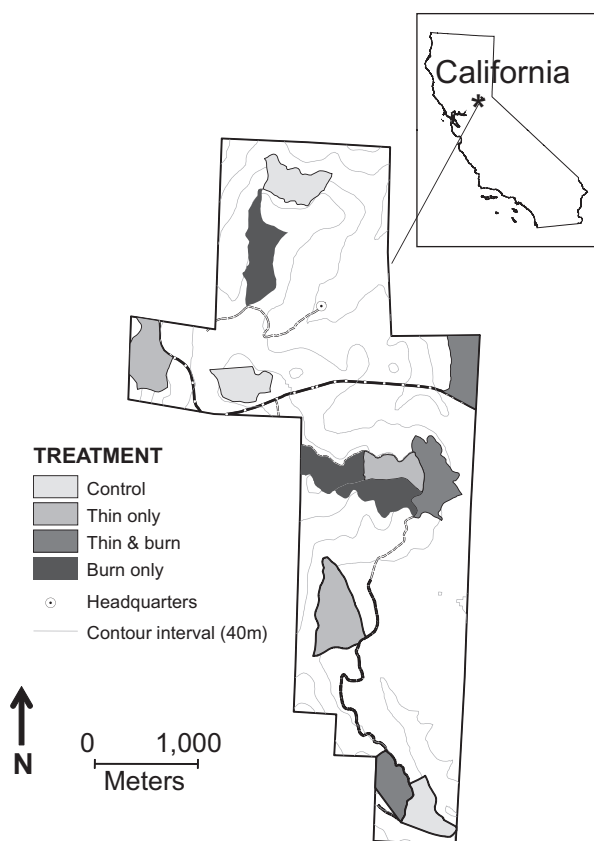 California
*
TREATMENT
Control
Thin only
Thin & burn
Burn only
Headquarters
Contour interval (40m)
N
0 1,000
Meters